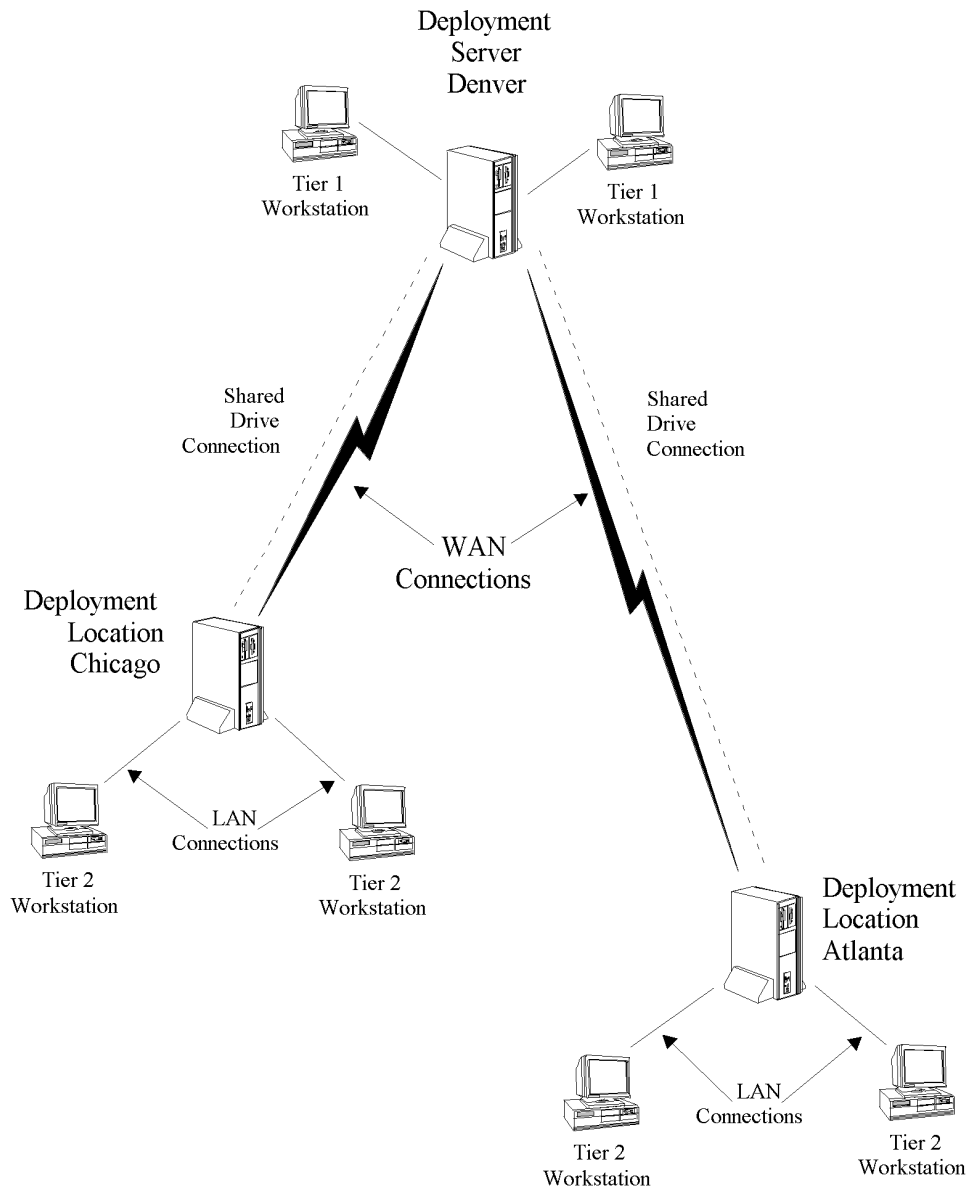 Deployment
Server
Denver
Tier 1
Workstation
Tier 1
Workstation
Shared
Drive
Connection
Shared
Drive
Connection
WAN
Connections
Deployment
Location
Chicago
LAN
Connections
Tier 2
Workstation
Tier 2
Workstation
Deployment
Location
Atlanta
LAN
Connections
Tier 2
Workstation
Tier 2
Workstation